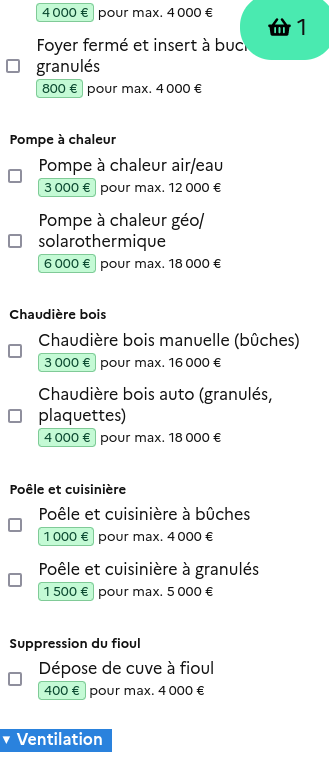 4 000 € pour max. 4 000 €
1
Foyer fermé et insert à
granulés
800 € pour max. 4 000 €
Pompe à chaleur
Pompe à chaleur air/eau
3 000 € pour max. 12 000 €
Pompe à chaleur géo/
solarothermique
6 000 € pour max. 18 000 €
Chaudière bois
Chaudière bois manuelle (bûches)
3 000 € pour max. 16 000 €
Chaudière bois auto (granulés,
plaquettes)
4 000 € pour max. 18 000 €
Poêle et cuisinière
Poêle et cuisinière à bûches
1 000 € pour max. 4 000 €
Poêle et cuisinière à granulés
1 500 € pour max. 5 000 €
Suppression du fioul
Dépose de cuve à fioul
400 € pour max. 4 000 €
▼ Ventilation